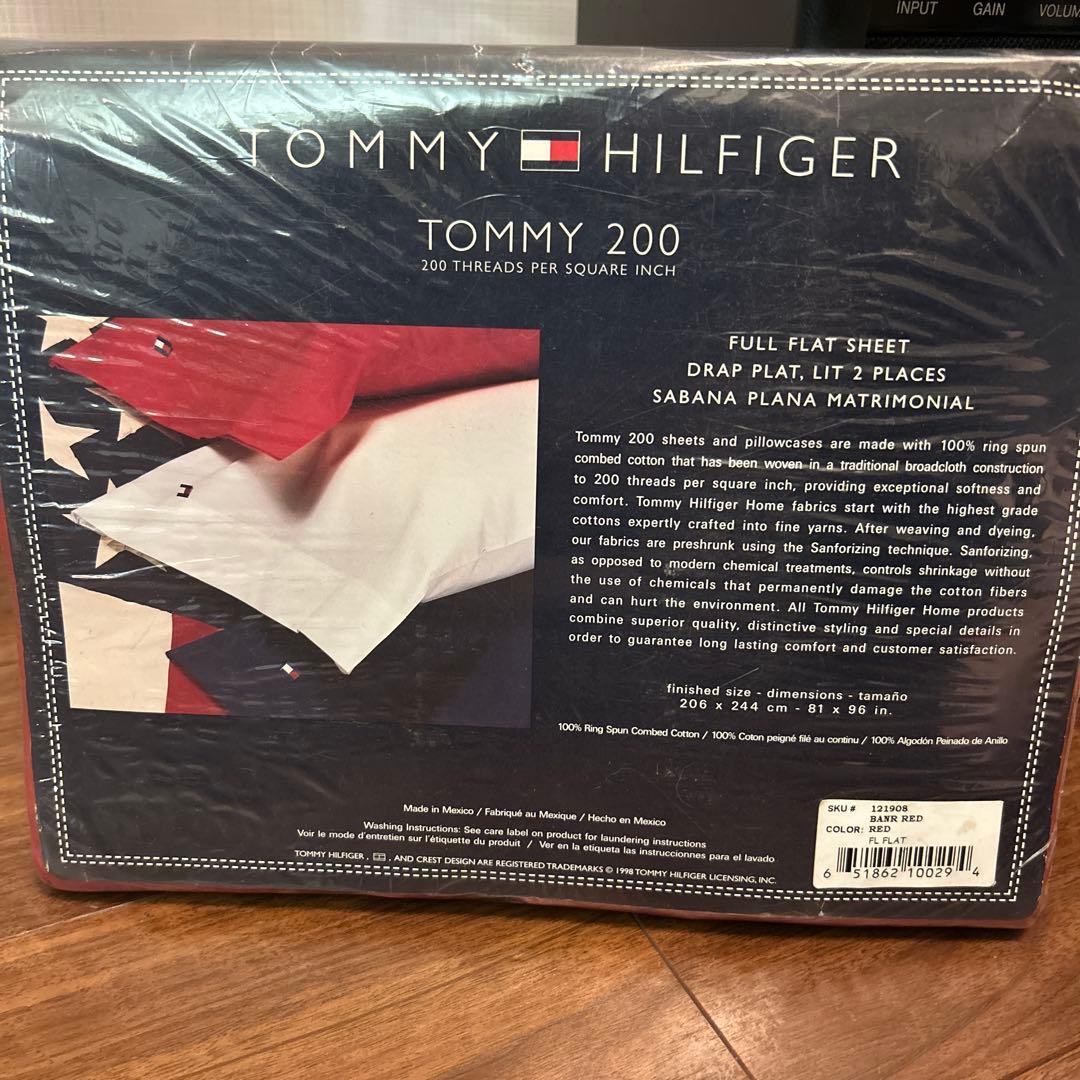 INPUT GAIN VOLUM
TOMMY HILFIGER
TOMMY 200
200 THREADS PER SQUARE INCH
FULL FLAT SHEET
DRAP PLAT, LIT 2 PLACES
SABANA PLANA MATRIMONIAL
Tommy 200 sheets and pillowcases are made with 100% ring spun
combed cotton that has been woven in a traditional broadcloth construction
to 200 threads per square inch, providing exceptional softness and
comfort. Tommy Hilfiger Home fabrics start with the highest grade
cottons expertly crafted into fine yarns. After weaving and dyeing,
our fabrics are preshrunk using the Sanforizing technique. Sanforizing,
as opposed to modern chemical treatments, controls shrinkage without
the use of chemicals that permanently damage the cotton fibers
and can hurt the environment. All Tommy Hilfiger Home products
combine superior quality, distinctive styling and special details in
order to guarantee long lasting comfort and customer satisfaction.
finished size - dimensions - tamaño
206 x 244 cm - 81 x 96 in.
100% Ring Spun Combed Cotton / 100% Coton peigné filé au continu / 100% Algodón Peinado de Anillo
Made in Mexico / Fabriqué au Mexique / Hecho en Mexico
Washing Instructions: See care label on product for laundering instructions
Voir le mode d'entretien sur l'étiquette du produit / Ver en la etiqueta las instruccionnes para el lavado
TOMMY HILFIGER, , AND CREST DESIGN ARE REGISTERED TRADEMARKS © 1998 TOMMY HILFIGER LICENSING, INC.
SKU # 121908
BANR RED
COLOR: RED
FL FLAT
6 51862 10029 4